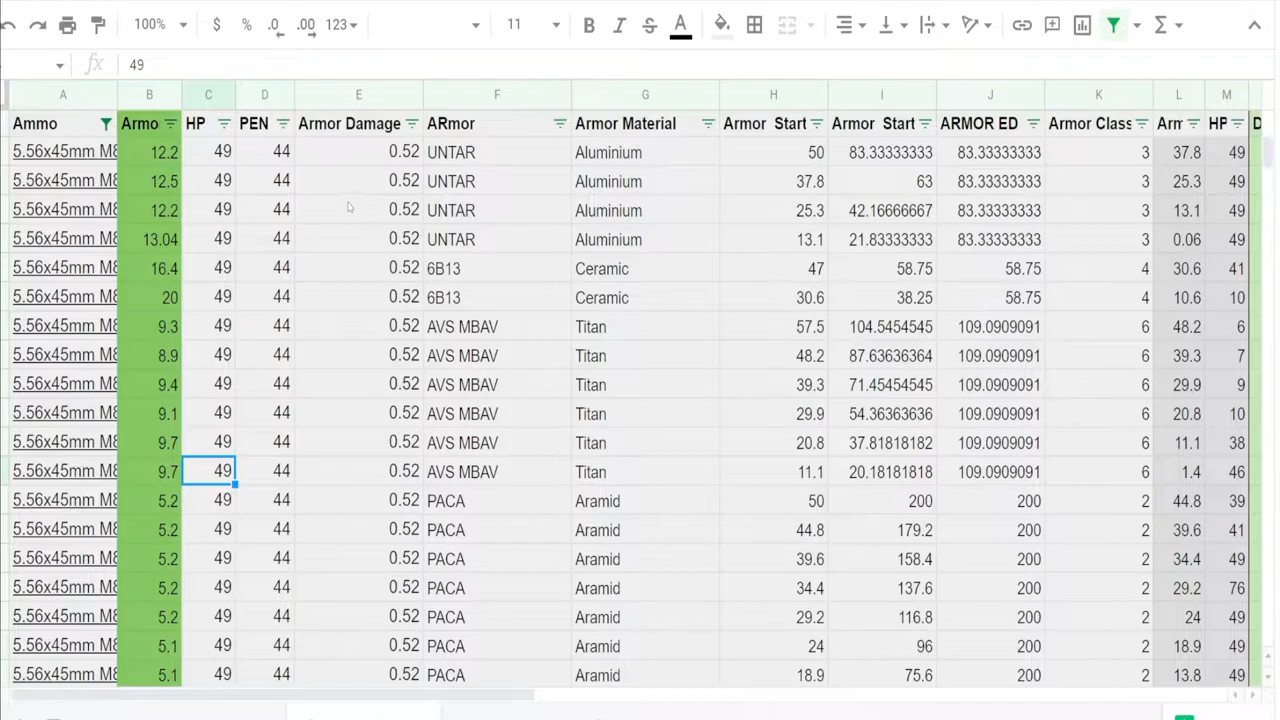 100% $ % .0 .00 123 11 B I S A Σ
fx 49
A B C D E F G H I J K L M
Ammo Armo HP PEN Armor Damage ARmor Armor Material Armor Start Armor Start ARMOR ED Armor Class Arm HP D
5.56x45mm M8 12.2 49 44 0.52 UNTAR Aluminium 50 83.33333333 83.33333333 3 37.8 49
5.56x45mm M8 12.5 49 44 0.52 UNTAR Aluminium 37.8 63 83.33333333 3 25.3 49
5.56x45mm M8 12.2 49 44 0.52 UNTAR Aluminium 25.3 42.16666667 83.33333333 3 13.1 49
5.56x45mm M8 13.04 49 44 0.52 UNTAR Aluminium 13.1 21.83333333 83.33333333 3 0.06 49
5.56x45mm M8 16.4 49 44 0.52 6B13 Ceramic 47 58.75 58.75 4 30.6 41
5.56x45mm M8 20 49 44 0.52 6B13 Ceramic 30.6 38.25 58.75 4 10.6 10
5.56x45mm M8 9.3 49 44 0.52 AVS MBAV Titan 57.5 104.5454545 109.0909091 6 48.2 6
5.56x45mm M8 8.9 49 44 0.52 AVS MBAV Titan 48.2 87.63636364 109.0909091 6 39.3 7
5.56x45mm M8 9.4 49 44 0.52 AVS MBAV Titan 39.3 71.45454545 109.0909091 6 29.9 9
5.56x45mm M8 9.1 49 44 0.52 AVS MBAV Titan 29.9 54.36363636 109.0909091 6 20.8 10
5.56x45mm M8 9.7 49 44 0.52 AVS MBAV Titan 20.8 37.81818182 109.0909091 6 11.1 38
5.56x45mm M8 9.7 49 44 0.52 AVS MBAV Titan 11.1 20.18181818 109.0909091 6 1.4 46
5.56x45mm M8 5.2 49 44 0.52 PACA Aramid 50 200 200 2 44.8 39
5.56x45mm M8 5.2 49 44 0.52 PACA Aramid 44.8 179.2 200 2 39.6 41
5.56x45mm M8 5.2 49 44 0.52 PACA Aramid 39.6 158.4 200 2 34.4 49
5.56x45mm M8 5.2 49 44 0.52 PACA Aramid 34.4 137.6 200 2 29.2 76
5.56x45mm M8 5.2 49 44 0.52 PACA Aramid 29.2 116.8 200 2 24 49
5.56x45mm M8 5.1 49 44 0.52 PACA Aramid 24 96 200 2 18.9 49
5.56x45mm M8 5.1 49 44 0.52 PACA Aramid 18.9 75.6 200 2 13.8 49